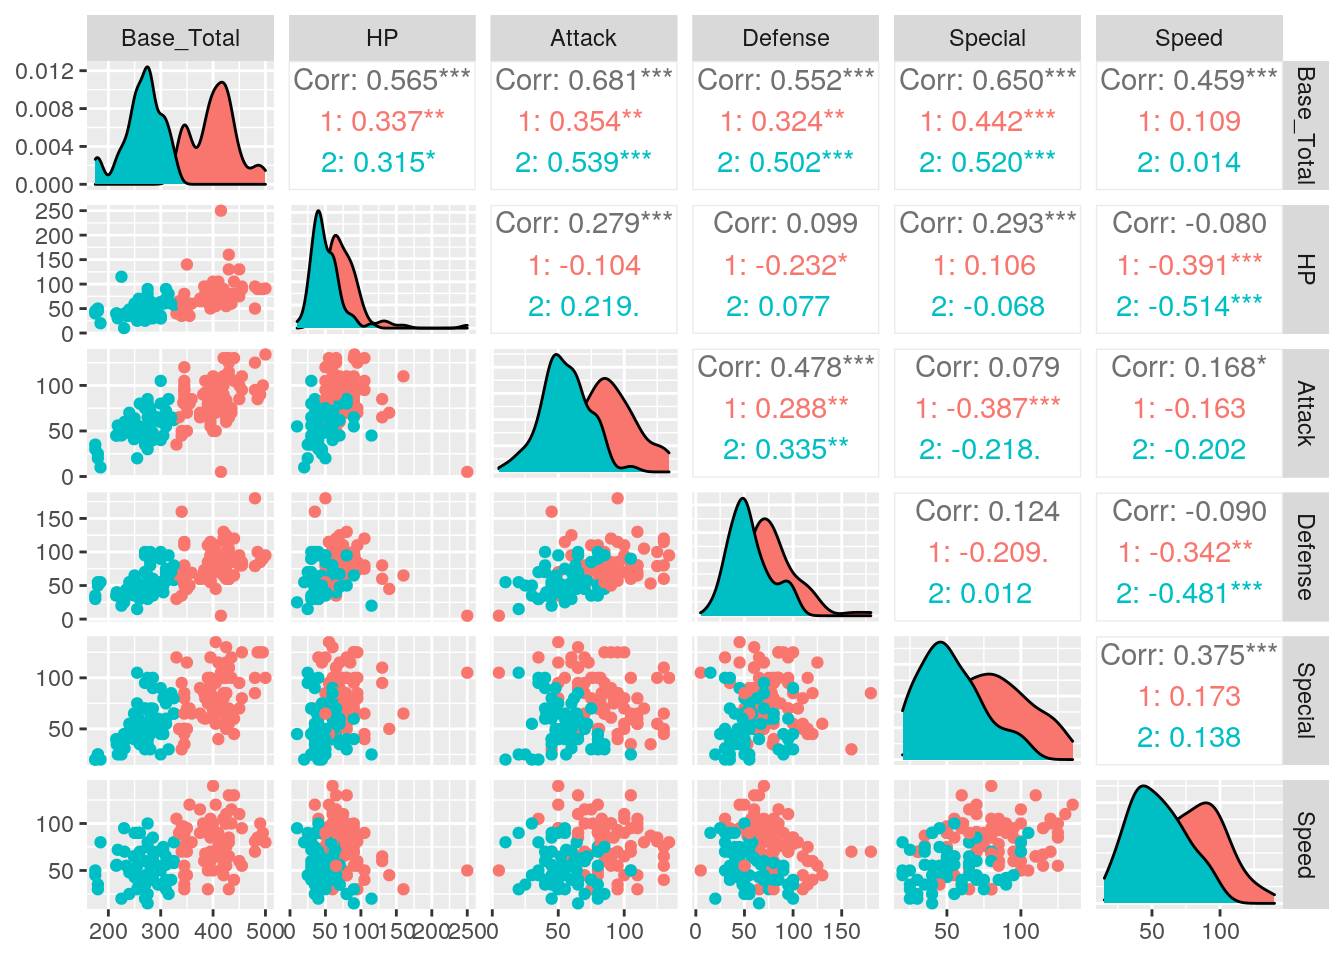 Base_Total HP Attack Defense Special Speed
0.012
0.008
0.004
0.000
Corr: 0.565***
1: 0.337**
2: 0.315*
Corr: 0.681***
1: 0.354**
2: 0.539***
Corr: 0.552***
1: 0.324**
2: 0.502***
Corr: 0.650***
1: 0.442***
2: 0.520***
Corr: 0.459***
1: 0.109
2: 0.014
Base_Total
250
200
150
100
50
0
Corr: 0.279***
1: -0.104
2: 0.219.
Corr: 0.099
1: -0.232*
2: 0.077
Corr: 0.293***
1: 0.106
2: -0.068
Corr: -0.080
1: -0.391***
2: -0.514***
HP
100
50
0
Corr: 0.478***
1: 0.288**
2: 0.335**
Corr: 0.079
1: -0.387***
2: -0.218.
Corr: 0.168*
1: -0.163
2: -0.202
Attack
150
100
50
0
Corr: 0.124
1: -0.209.
2: 0.012
Corr: -0.090
1: -0.342**
2: -0.481***
Defense
100
50
Corr: 0.375***
1: 0.173
2: 0.138
Special
100
50
Speed
200 300 400 500 0 50 100 150 200 250 0 50 100 0 50 100 150 50 100 50 100